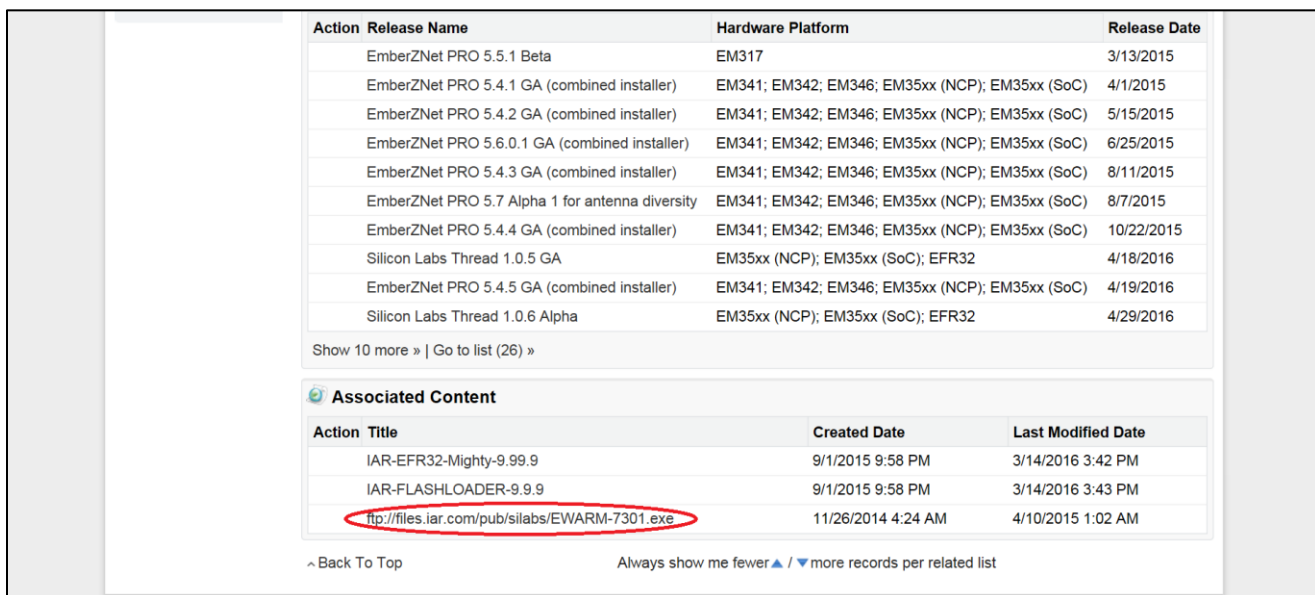 Action Release Name Hardware Platform Release Date
EmberZNet PRO 5.5.1 Beta EM317 3/13/2015
EmberZNet PRO 5.4.1 GA (combined installer) EM341; EM342; EM346; EM35xx (NCP); EM35xx (SoC) 4/1/2015
EmberZNet PRO 5.4.2 GA (combined installer) EM341; EM342; EM346; EM35xx (NCP); EM35xx (SoC) 5/15/2015
EmberZNet PRO 5.6.0.1 GA (combined installer) EM341; EM342; EM346; EM35xx (NCP); EM35xx (SoC) 6/25/2015
EmberZNet PRO 5.4.3 GA (combined installer) EM341; EM342; EM346; EM35xx (NCP); EM35xx (SoC) 8/11/2015
EmberZNet PRO 5.7 Alpha 1 for antenna diversity EM341; EM342; EM346; EM35xx (NCP); EM35xx (SoC) 8/7/2015
EmberZNet PRO 5.4.4 GA (combined installer) EM341; EM342; EM346; EM35xx (NCP); EM35xx (SoC) 10/22/2015
Silicon Labs Thread 1.0.5 GA EM35xx (NCP); EM35xx (SoC); EFR32 4/18/2016
EmberZNet PRO 5.4.5 GA (combined installer) EM341; EM342; EM346; EM35xx (NCP); EM35xx (SoC) 4/19/2016
Silicon Labs Thread 1.0.6 Alpha EM35xx (NCP); EM35xx (SoC); EFR32 4/29/2016
Show 10 more » | Go to list (26) »
Associated Content
Action Title Created Date Last Modified Date
IAR-EFR32-Mighty-9.99.9 9/1/2015 9:58 PM 3/14/2016 3:42 PM
IAR-FLASHLOADER-9.9.9 9/1/2015 9:58 PM 3/14/2016 3:43 PM
ftp://files.iar.com/pub/silabs/EWARM-7301.exe 11/26/2014 4:24 AM 4/10/2015 1:02 AM
^ Back To Top Always show me fewer ▲ / ▼ more records per related list